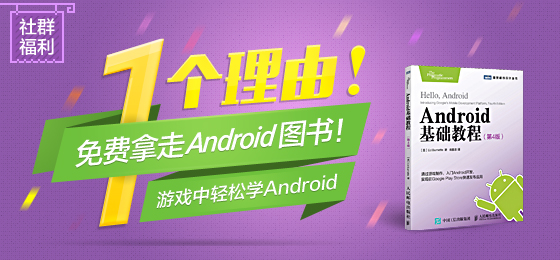 社群
福利
1个理由!
免费拿走Android图书!
游戏中轻松学Android
Hello, Android
Android
基础教程(第4版)